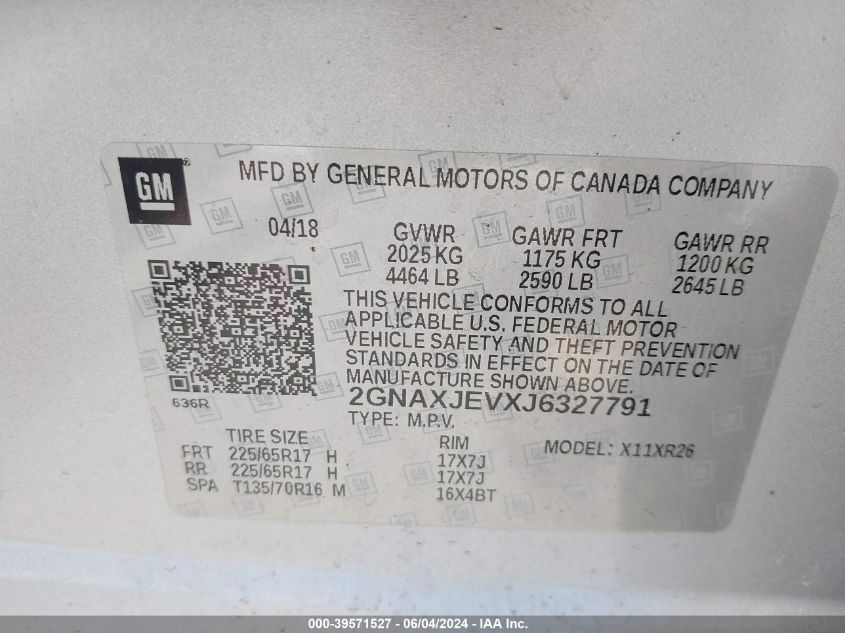 GM
MFD BY GENERAL MOTORS OF CANADA COMPANY
04/18
GVWR GAWR FRT GAWR RR
2025 KG 1175 KG 1200 KG
4464 LB 2590 LB 2645 LB
THIS VEHICLE CONFORMS TO ALL
APPLICABLE U.S. FEDERAL MOTOR
VEHICLE SAFETY AND THEFT PREVENTION
STANDARDS IN EFFECT ON THE DATE OF
MANUFACTURE SHOWN ABOVE.
636R
2GNAXJEVXJ6327791
TYPE: M.P.V.
TIRE SIZE RIM MODEL: X11XR26
FRT 225/65R17 H 17X7J
RR 225/65R17 H 17X7J
SPA T135/70R16 M 16X4BT
000-39571527 - 06/04/2024 - IAA Inc.